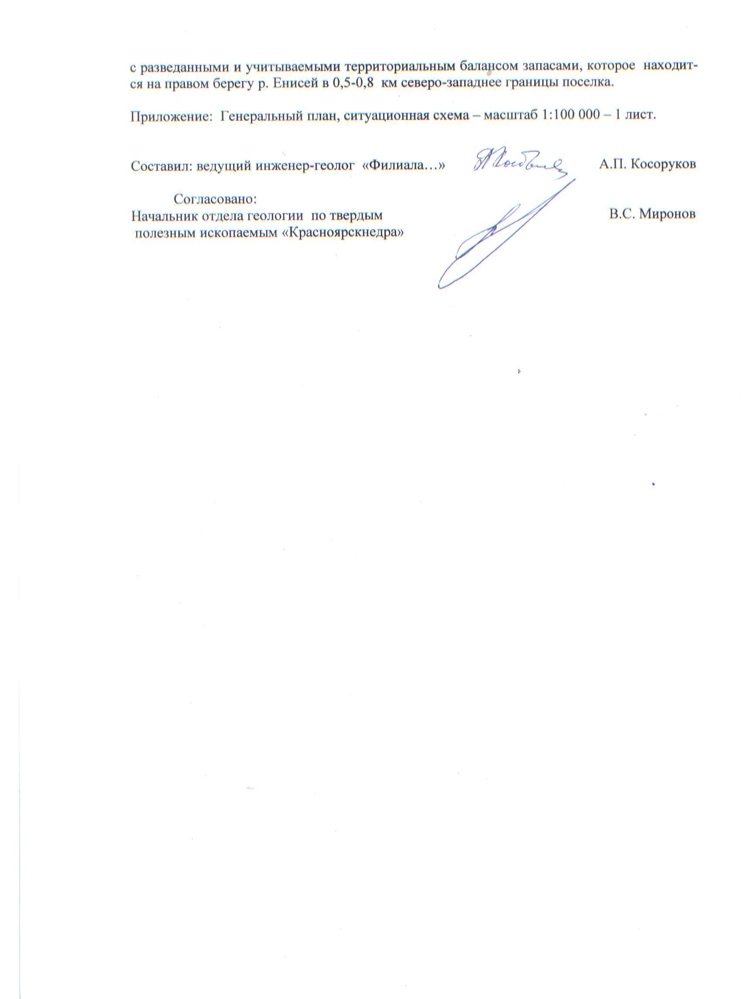 с разведанными и учитываемыми территориальным балансом запасами, которое находит-
ся на правом берегу р. Енисей в 0,5-0,8 км северо-западнее границы поселка.
Приложение: Генеральный план, ситуационная схема – масштаб 1:100 000 – 1 лист.
Составил: ведущий инженер-геолог «Филиала…» А.П. Косоруков
Согласовано:
Начальник отдела геологии по твердым В.С. Миронов
полезным ископаемым «Красноярскнедра»